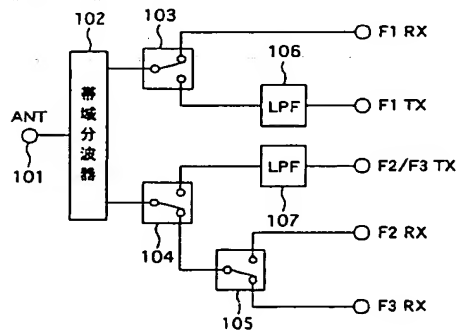 102
103
F1 RX
106
LPF
F1 TX
ANT
101
帯域分波器
LPF
F2/F3 TX
107
104
F2 RX
105
F3 RX